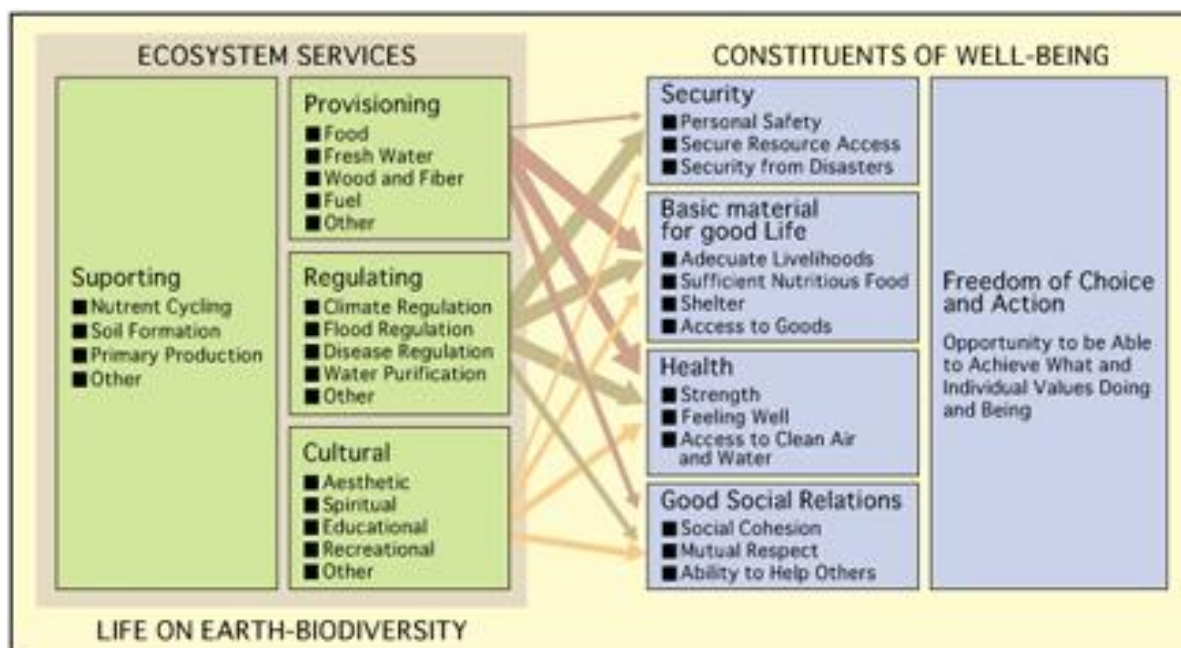 ECOSYSTEM SERVICES
Suporting
■ Nutrent Cycling
■ Soil Formation
■ Primary Production
■ Other
Provisioning
■ Food
■ Fresh Water
■ Wood and Fiber
■ Fuel
■ Other
Regulating
■ Climate Regulation
■ Flood Regulation
■ Disease Regulation
■ Water Purification
■ Other
Cultural
■ Aesthetic
■ Spiritual
■ Educational
■ Recreational
■ Other
LIFE ON EARTH-BIODIVERSITY
CONSTITUENTS OF WELL-BEING
Security
■ Personal Safety
■ Secure Resource Access
■ Security from Disasters
Basic material
for good Life
■ Adequate Livelihoods
■ Sufficient Nutritious Food
■ Shelter
■ Access to Goods
Health
■ Strength
■ Feeling Well
■ Access to Clean Air
and Water
Good Social Relations
■ Social Cohesion
■ Mutual Respect
■ Ability to Help Others
Freedom of Choice
and Action
Opportunity to be Able
to Achieve What and
Individual Values Doing
and Being